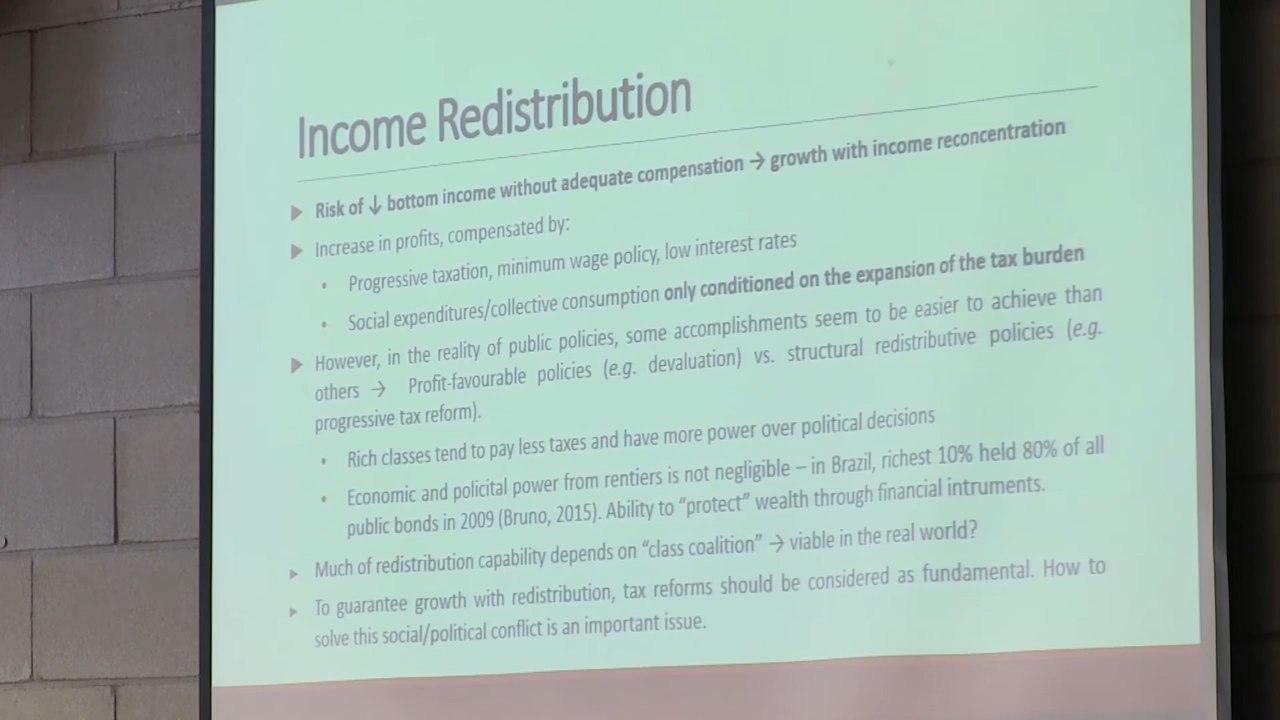 Income Redistribution
Risk of ↓ bottom income without adequate compensation → growth with income reconcentration
Increase in profits, compensated by:
• Progressive taxation, minimum wage policy, low interest rates
• Social expenditures/collective consumption only conditioned on the expansion of the tax burden
However, in the reality of public policies, some accomplishments seem to be easier to achieve than
others → Profit-favourable policies (e.g. devaluation) vs. structural redistributive policies (e.g.
progressive tax reform).
• Rich classes tend to pay less taxes and have more power over political decisions
• Economic and policital power from rentiers is not negligible – in Brazil, richest 10% held 80% of all
public bonds in 2009 (Bruno, 2015). Ability to "protect" wealth through financial intruments.
Much of redistribution capability depends on "class coalition" → viable in the real world?
To guarantee growth with redistribution, tax reforms should be considered as fundamental. How to
solve this social/political conflict is an important issue.